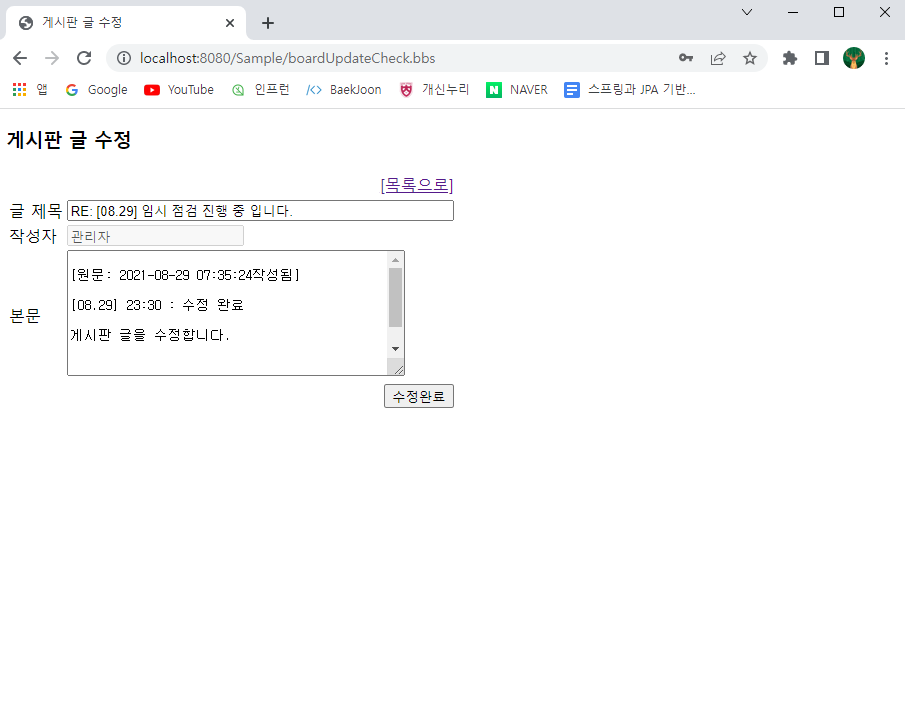 게시판 글 수정
localhost:8080/Sample/boardUpdateCheck.bbs
앱 Google YouTube 인프런 BaekJoon 개신누리 NAVER 스프링과 JPA 기반...
게시판 글 수정
[목록으로]
글 제목 RE: [08.29] 임시 점검 진행 중 입니다.
작성자 관리자
[원문: 2021-08-29 07:35:24작성됨]
[08.29] 23:30 : 수정 완료
본문
게시판 글을 수정합니다.
수정완료